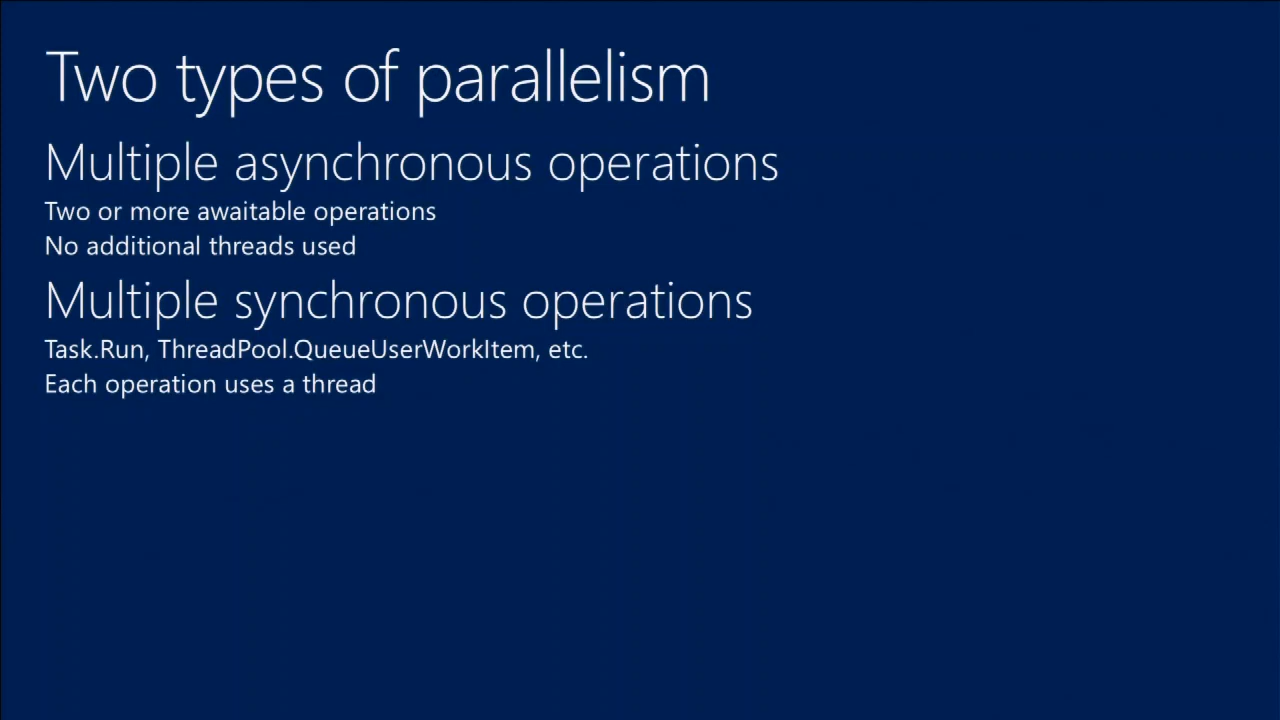 Two types of parallelism
Multiple asynchronous operations
Two or more awaitable operations
No additional threads used
Multiple synchronous operations
Task.Run, ThreadPool.QueueUserWorkItem, etc.
Each operation uses a thread